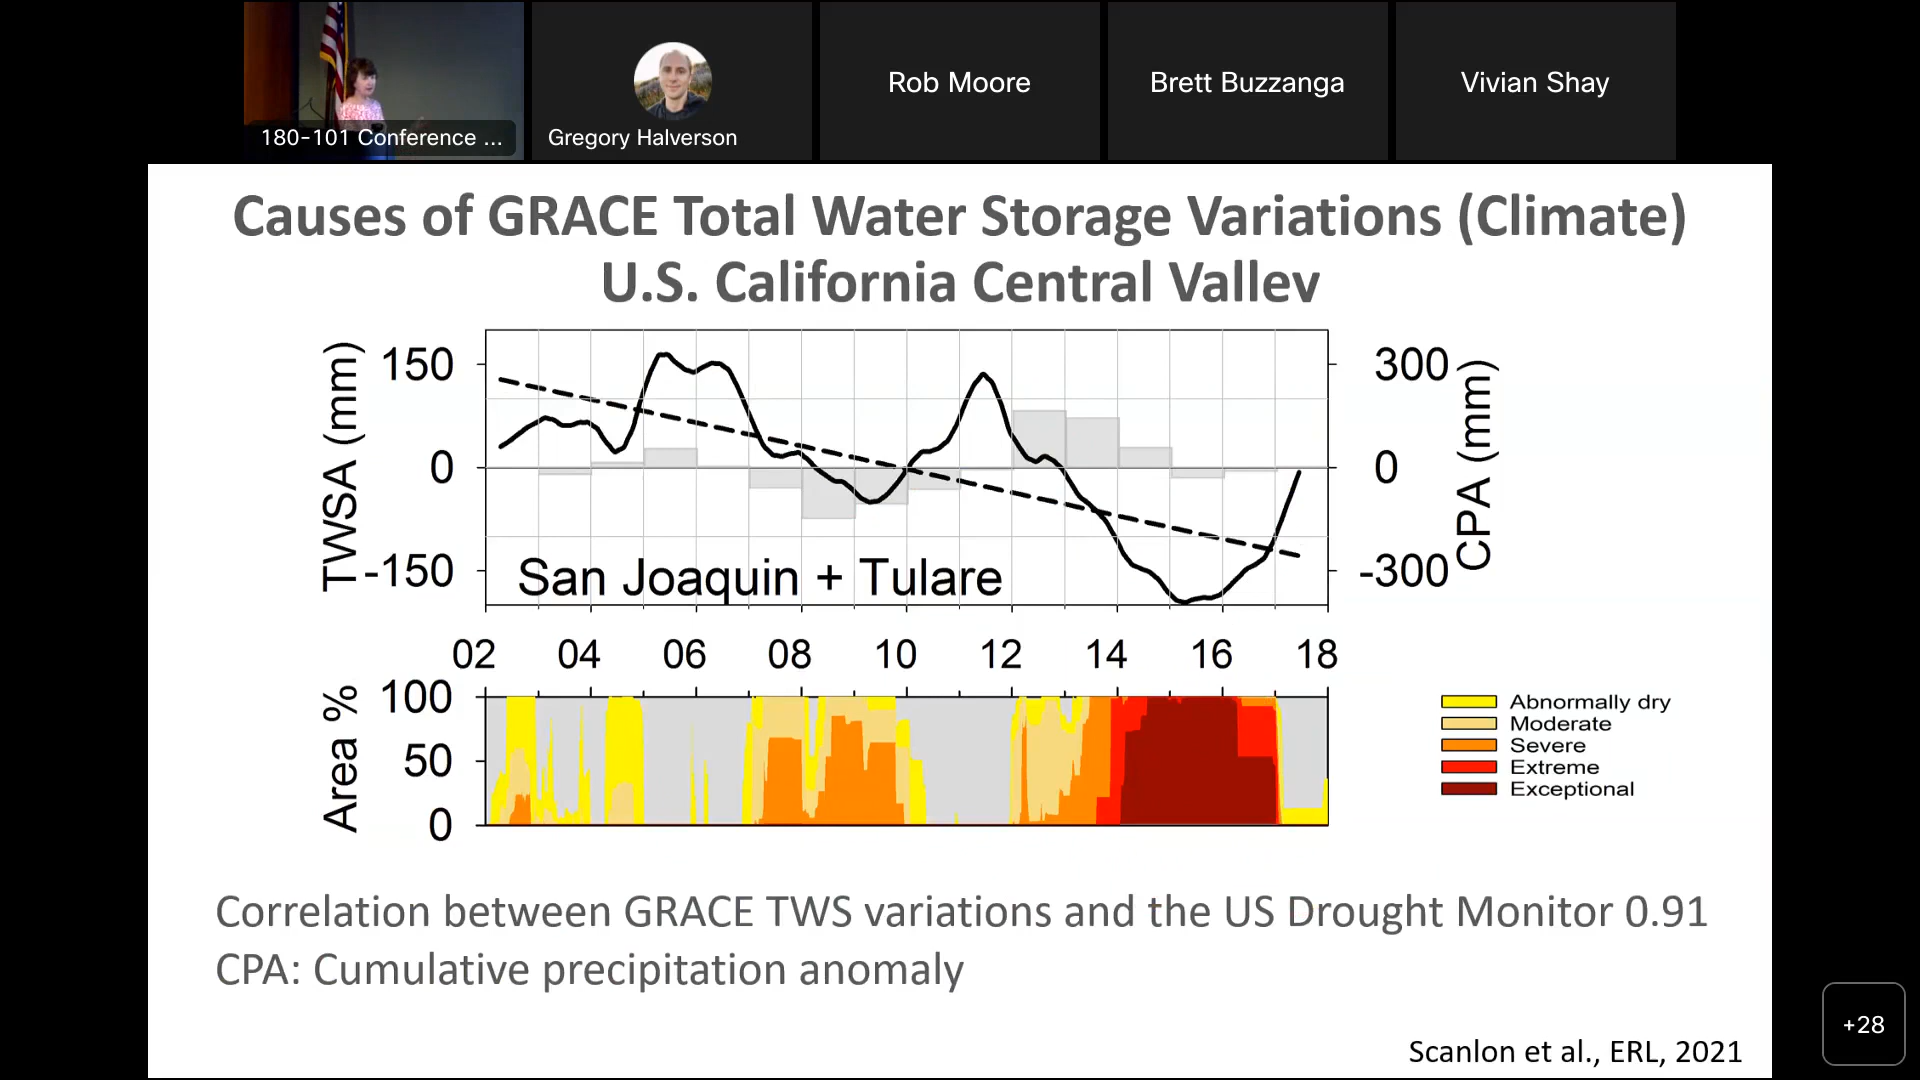 180-101 Conference ...
Gregory Halverson
Rob Moore
Brett Buzzanga
Vivian Shay
Causes of GRACE Total Water Storage Variations (Climate)
U.S. California Central Valley
TWSA (mm)
150
0
-150
300
0
-300
CPA (mm)
San Joaquin + Tulare
02 04 06 08 10 12 14 16 18
Area %
100
50
0
Abnormally dry
Moderate
Severe
Extreme
Exceptional
Correlation between GRACE TWS variations and the US Drought Monitor 0.91
CPA: Cumulative precipitation anomaly
Scanlon et al., ERL, 2021
+28